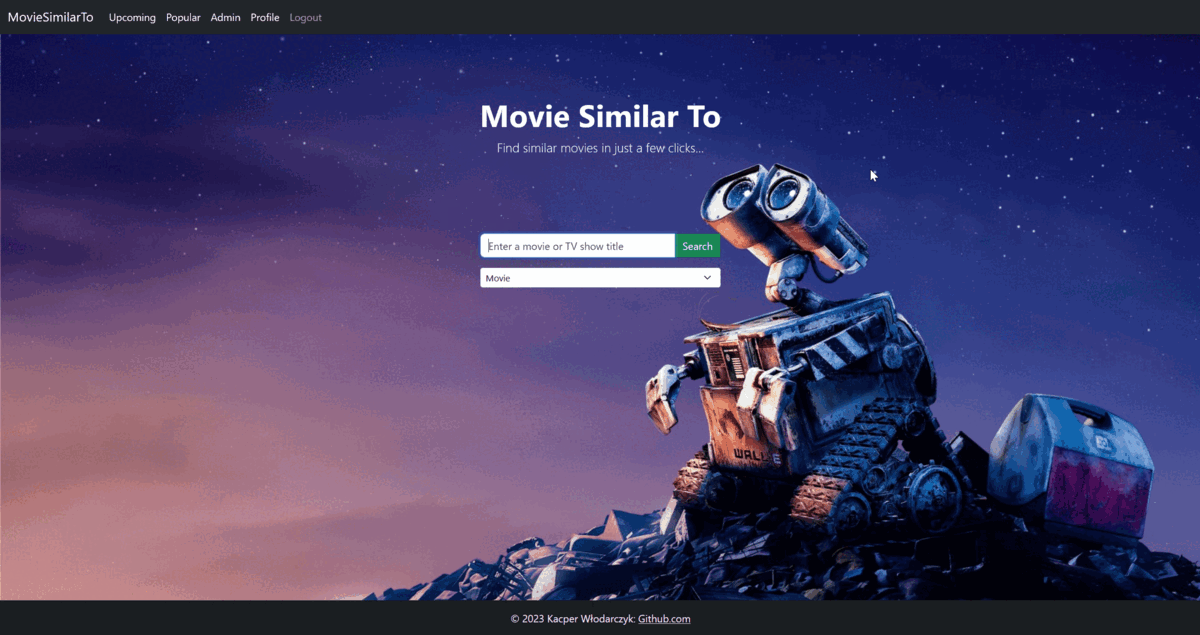 MovieSimilarTo Upcoming Popular Admin Profile Logout
Movie Similar To
Find similar movies in just a few clicks...
Enter a movie or TV show title Search
Movie
WALL·E
© 2023 Kacper Włodarczyk: Github.com